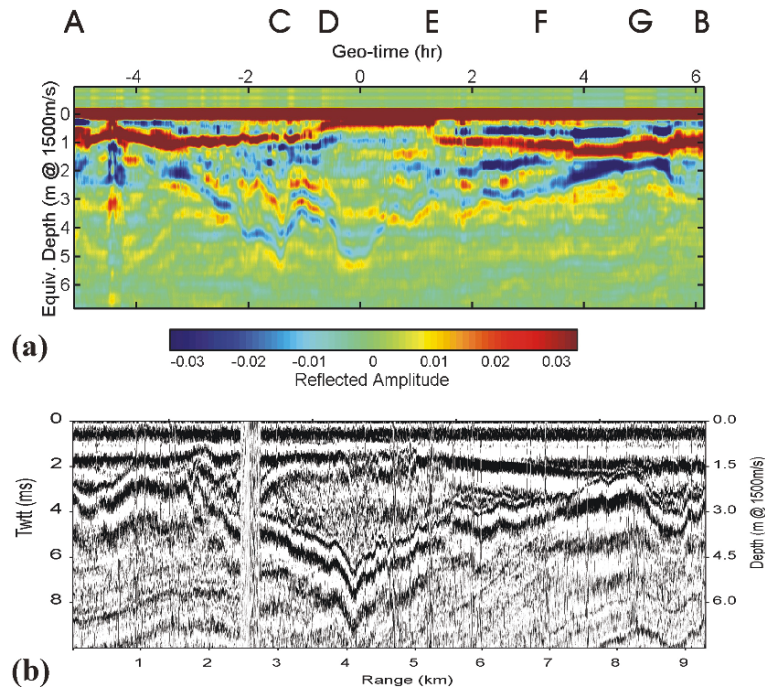 A C D E F G B
Geo-time (hr)
-4 -2 0 2 4 6
Equiv. Depth (m @ 1500m/s)
0
1
2
3
4
5
6
(a)
-0.03 -0.02 -0.01 0 0.01 0.02 0.03
Reflected Amplitude
Twtt (ms)
0
2
4
6
8
0.0
1.5
3.0
4.5
6.0
Depth (m @ 1500m/s)
1 2 3 4 5 6 7 8 9
Range (km)
(b)